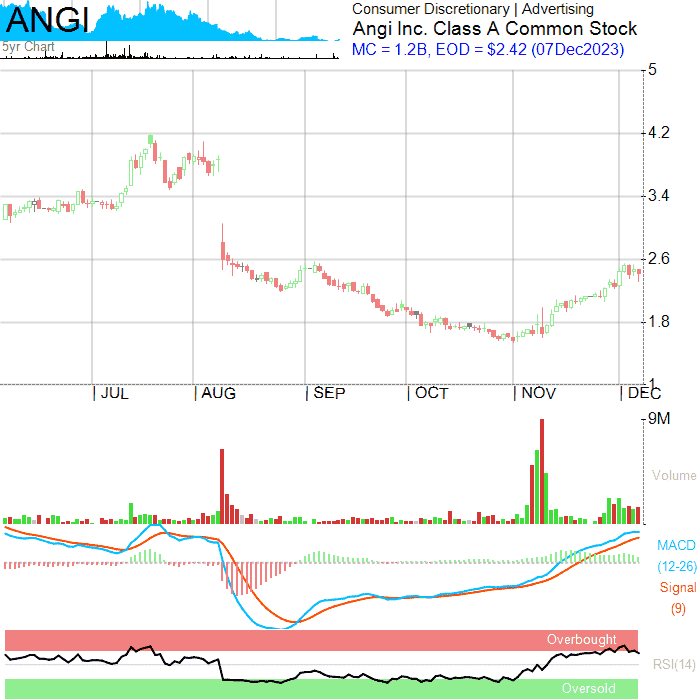 ANGI
5yr Chart
Consumer Discretionary | Advertising
Angi Inc. Class A Common Stock
MC = 1.2B, EOD = $2.42 (07Dec2023)
5
4.2
3.4
2.6
1.8
1
| JUL | AUG | SEP | OCT | NOV | DEC
9M
Volume
MACD
(12-26)
Signal
(9)
Overbought
RSI(14)
Oversold